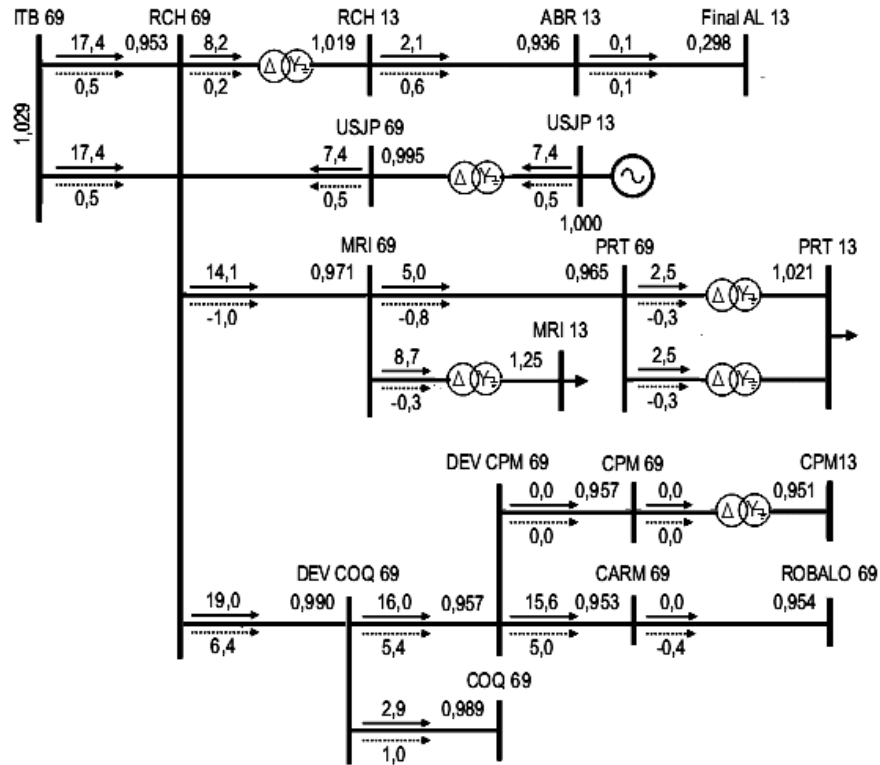 ITB 69 RCH 69 RCH 13 ABR 13 Final AL 13
17,4 0,953 8,2 1,019 2,1 0,936 0,1 0,298
Δ Y
0,5 0,2 0,6 0,1
1,029
USJP 69 USJP 13
17,4 7,4 0,995 7,4
Δ Y
0,5 0,5 0,5
1,000
MRI 69 PRT 69 PRT 13
14,1 0,971 5,0 0,965 2,5 1,021
Δ Y
-1,0 -0,8 -0,3
MRI 13
8,7 1,25 2,5
Δ Y Δ Y
-0,3 -0,3
DEV CPM 69 CPM 69 CPM13
0,0 0,957 0,0 0,951
Δ Y
0,0 0,0
DEV COQ 69 CARM 69 ROBALO 69
19,0 0,990 16,0 0,957 15,6 0,953 0,0 0,954
6,4 5,4 5,0 -0,4
COQ 69
2,9 0,989
1,0